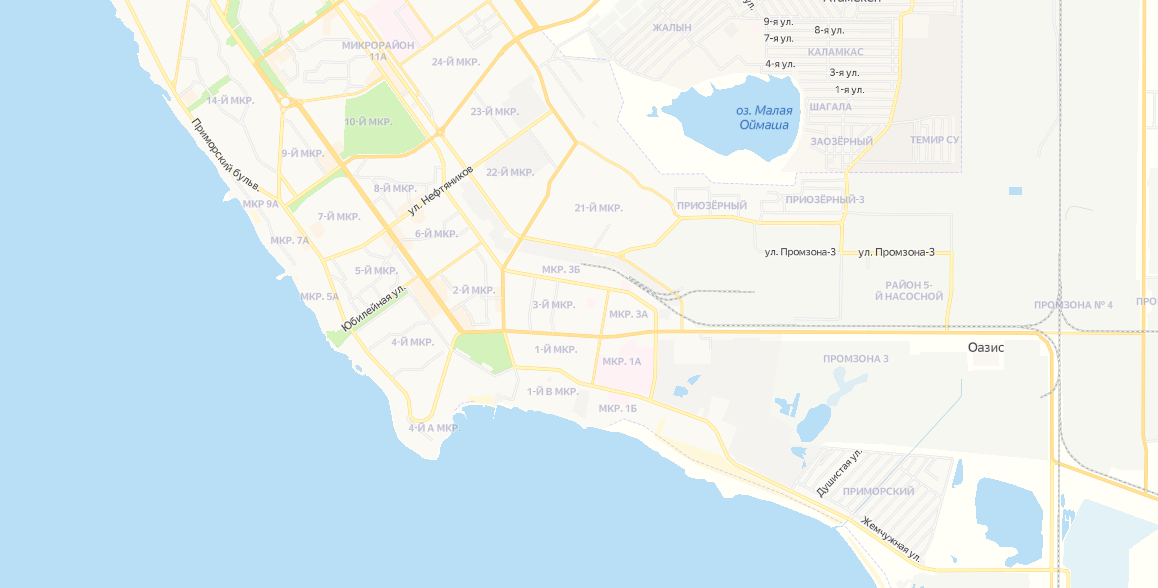 Атамекен
9-я ул.
ЖАЛЫН
8-я ул.
7-я ул.
МИКРОРАЙОН
11А
КАЛАМКАС
24-Й МКР.
4-я ул.
3-я ул.
1-я ул.
14-Й МКР.
ШАГАЛА
оз. Малая
Оймаша
23-Й МКР.
10-Й МКР.
ЗАОЗЁРНЫЙ
ТЕМИР СУ
Приморский бульв.
9-Й МКР.
22-Й МКР.
8-Й МКР.
ул. Нефтяников
МКР 9А
ПРИОЗЁРНЫЙ
ПРИОЗЁРНЫЙ-3
7-Й МКР.
21-Й МКР.
6-Й МКР.
МКР. 7А
ул. Промзона-3
ул. Промзона-3
5-Й МКР.
МКР. 3Б
2-Й МКР.
РАЙОН 5-
Й НАСОСНОЙ
МКР. 5А
Юбилейная ул.
3-Й МКР.
МКР. 3А
ПРОМЗОНА № 4
4-Й МКР.
1-Й МКР.
Оазис
МКР. 1А
ПРОМЗОНА 3
1-Й В МКР.
МКР. 1Б
4-Й А МКР.
Душистая ул.
ПРИМОРСКИЙ
Жемчужная ул.